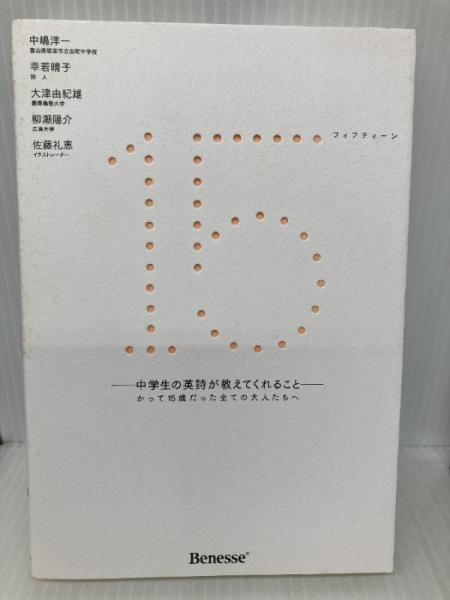 中嶋洋一
富山県砺波市立出町中学校
幸若晴子
詩人
大津由紀雄
慶應義塾大学
柳瀬陽介
広島大学
佐藤礼恵
イラストレーター
15
フィフティーン
——中学生の英詩が教えてくれること——
かって15歳だった全ての大人たちへ
Benesse®